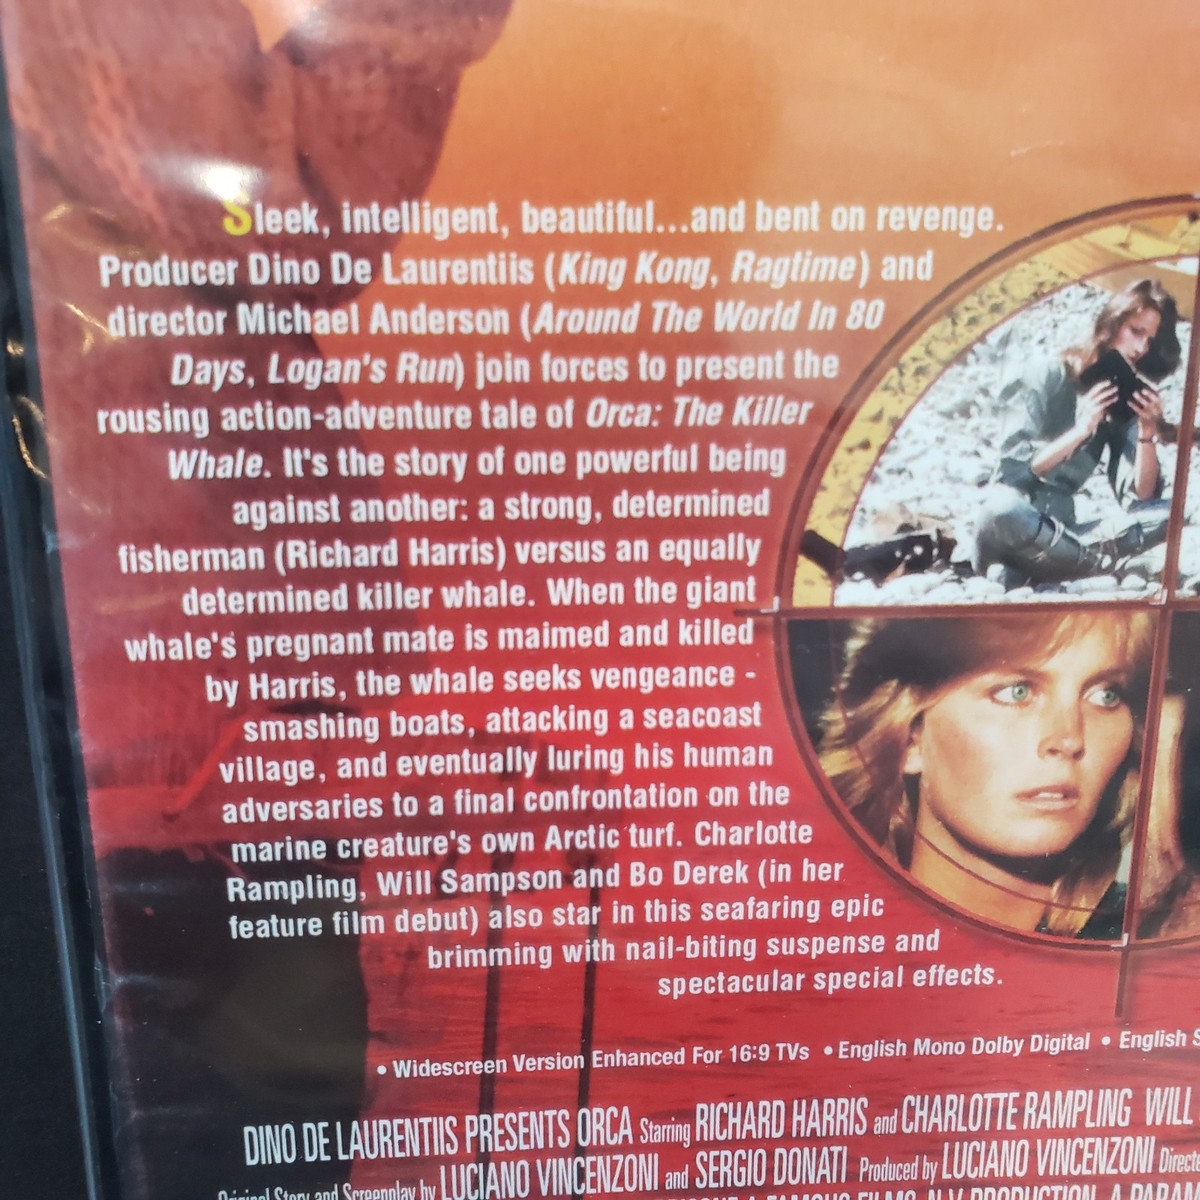 Sleek, intelligent, beautiful...and bent on revenge.
Producer Dino De Laurentiis (King Kong, Ragtime) and
director Michael Anderson (Around The World In 80
Days, Logan's Run) join forces to present the
rousing action-adventure tale of Orca: The Killer
Whale. It's the story of one powerful being
against another: a strong, determined
fisherman (Richard Harris) versus an equally
determined killer whale. When the giant
whale's pregnant mate is maimed and killed
by Harris, the whale seeks vengeance -
smashing boats, attacking a seacoast
village, and eventually luring his human
adversaries to a final confrontation on the
marine creature's own Arctic turf. Charlotte
Rampling, Will Sampson and Bo Derek (in her
feature film debut) also star in this seafaring epic
brimming with nail-biting suspense and
spectacular special effects.
• Widescreen Version Enhanced For 16:9 TVs • English Mono Dolby Digital • English S
DINO DE LAURENTIIS PRESENTS ORCA Starring RICHARD HARRIS and CHARLOTTE RAMPLING WILL
Original Story and Screenplay by LUCIANO VINCENZONI and SERGIO DONATI Produced by LUCIANO VINCENZONI Directe
A FAMOUS FILMS N.V. PRODUCTION A PARAM